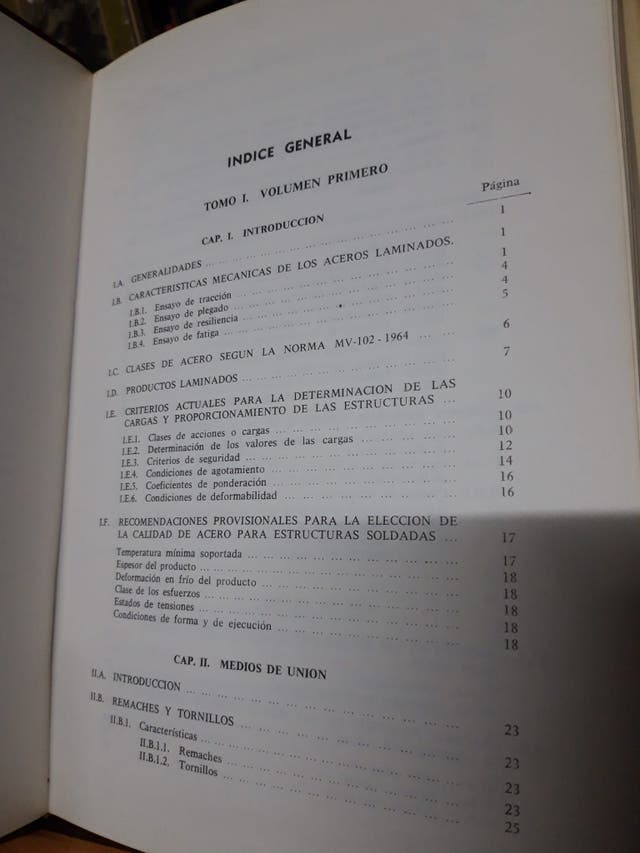 INDICE GENERAL
TOMO I. VOLUMEN PRIMERO
Página
CAP. I. INTRODUCCION
I.A. GENERALIDADES ... 1
I.B. CARACTERISTICAS MECANICAS DE LOS ACEROS LAMINADOS. 1
I.B.1. Ensayo de tracción ... 1
I.B.2. Ensayo de plegado ... 4
I.B.3. Ensayo de resiliencia ... 4
I.B.4. Ensayo de fatiga ... 5
I.C. CLASES DE ACERO SEGUN LA NORMA MV-102-1964 ... 6
I.D. PRODUCTOS LAMINADOS ... 7
I.E. CRITERIOS ACTUALES PARA LA DETERMINACION DE LAS
CARGAS Y PROPORCIONAMIENTO DE LAS ESTRUCTURAS ... 10
I.E.1. Clases de acciones o cargas ... 10
I.E.2. Determinación de los valores de las cargas ... 10
I.E.3. Criterios de seguridad ... 12
I.E.4. Condiciones de agotamiento ... 14
I.E.5. Coeficientes de ponderación ... 16
I.E.6. Condiciones de deformabilidad ... 16
I.F. RECOMENDACIONES PROVISIONALES PARA LA ELECCION DE
LA CALIDAD DE ACERO PARA ESTRUCTURAS SOLDADAS ... 17
Temperatura mínima soportada ... 17
Espesor del producto ... 18
Deformación en frío del producto ... 18
Clase de los esfuerzos ... 18
Estados de tensiones ... 18
Condiciones de forma y de ejecución ... 18
CAP. II. MEDIOS DE UNION
II.A. INTRODUCCION ... 23
II.B. REMACHES Y TORNILLOS ... 23
II.B.1. Características ... 23
II.B.1.1. Remaches ... 23
II.B.1.2. Tornillos ... 25